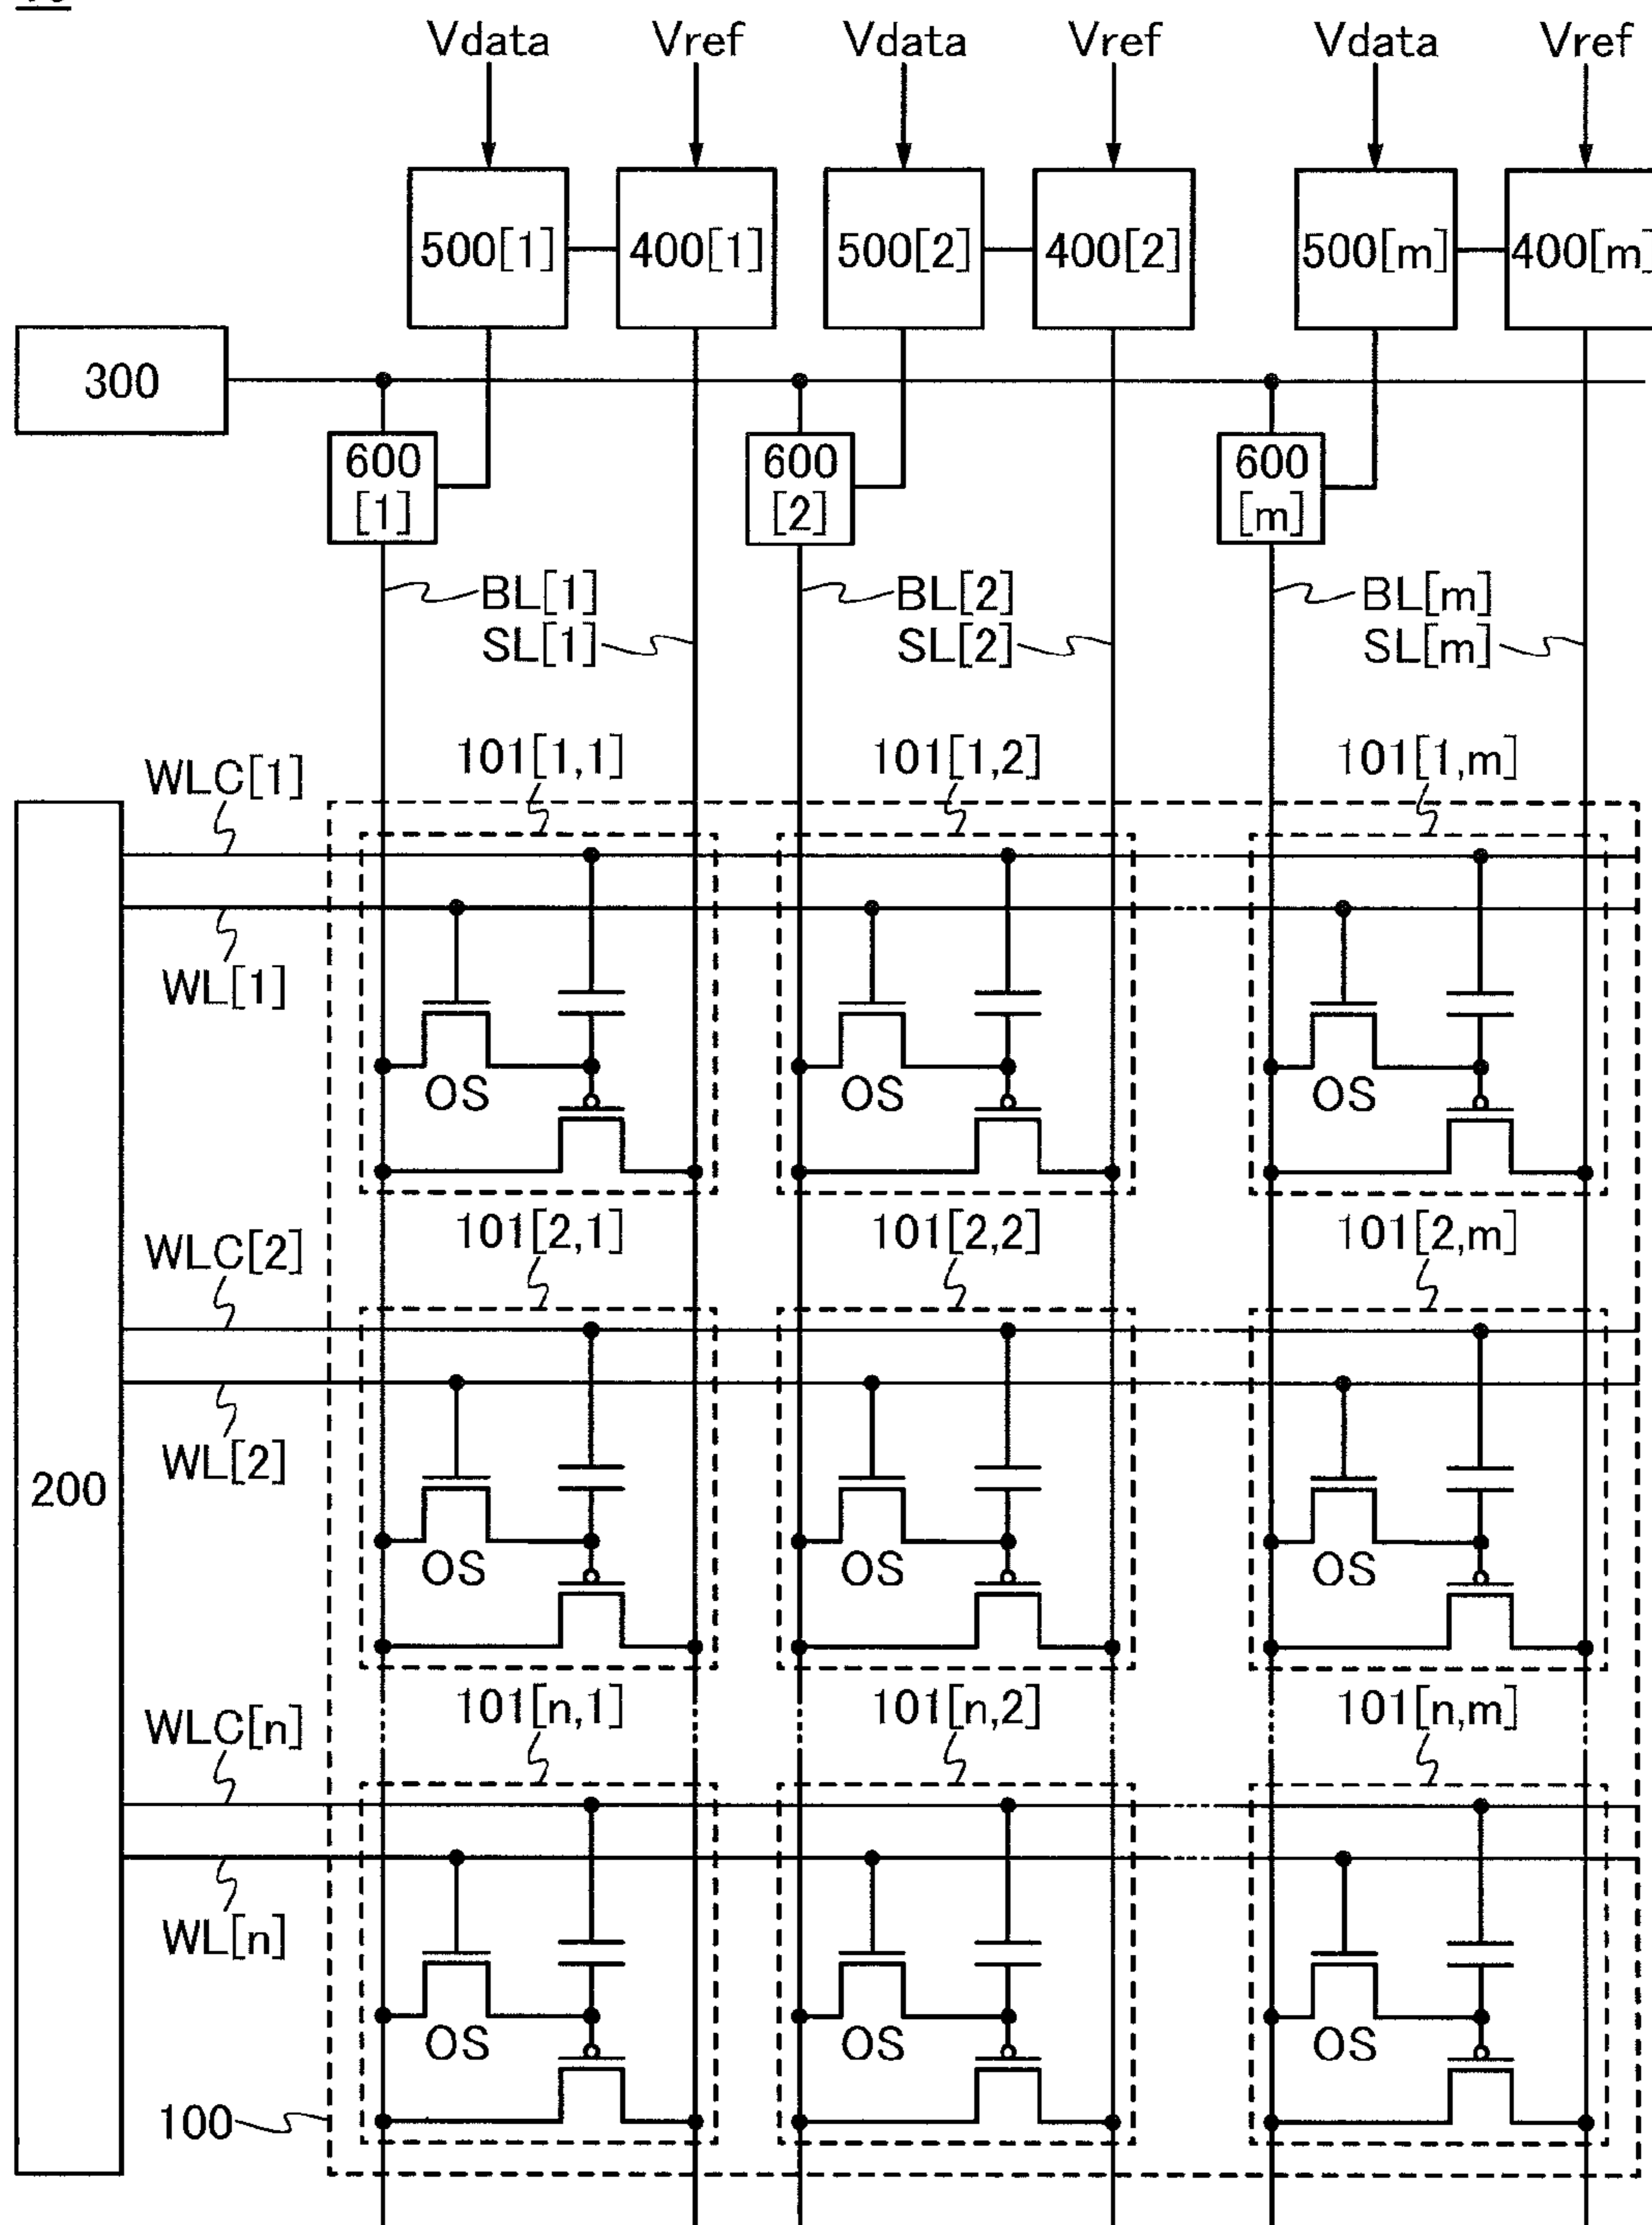 Vdata Vref Vdata Vref Vdata Vref
500[1] 400[1] 500[2] 400[2] 500[m] 400[m]
300
600 600 600
[1] [2] [m]
BL[1] BL[2] BL[m]
SL[1] SL[2] SL[m]
101[1,1] 101[1,2] 101[1,m]
WLC[1]
WL[1]
OS OS OS
101[2,1] 101[2,2] 101[2,m]
WLC[2]
WL[2]
200
OS OS OS
101[n,1] 101[n,2] 101[n,m]
WLC[n]
WL[n]
OS OS OS
100